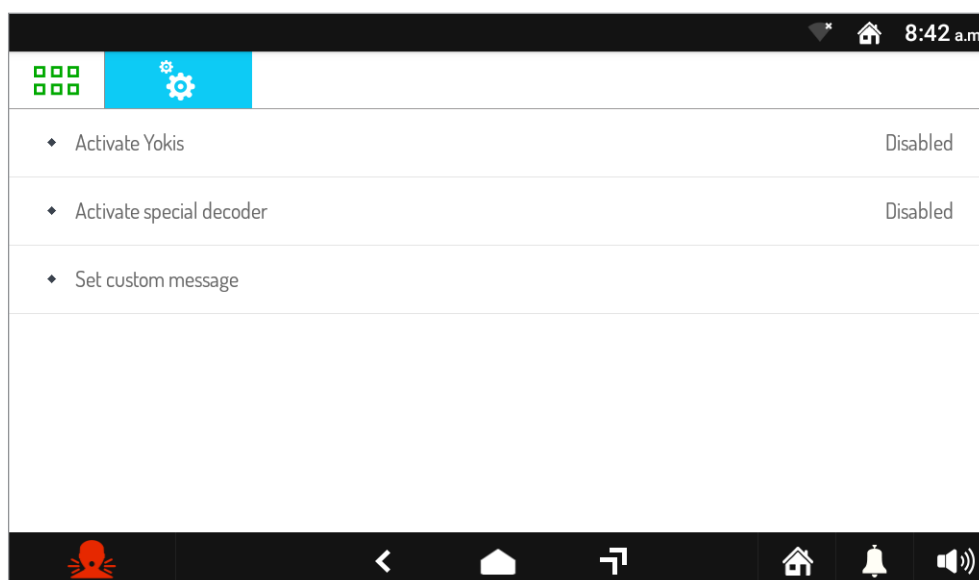 8:42 a.m
Activate Yokis Disabled
Activate special decoder Disabled
Set custom message